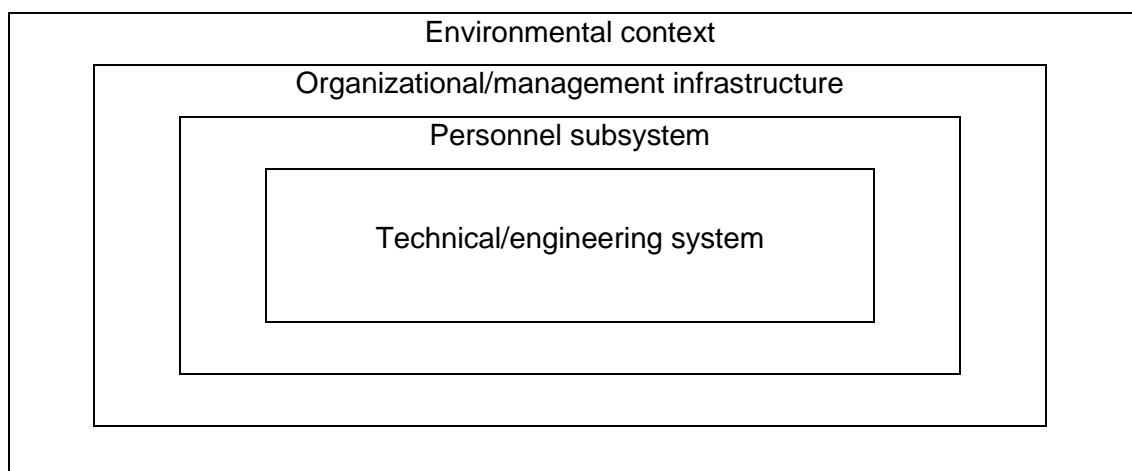 Environmental context
Organizational/management infrastructure
Personnel subsystem
Technical/engineering system